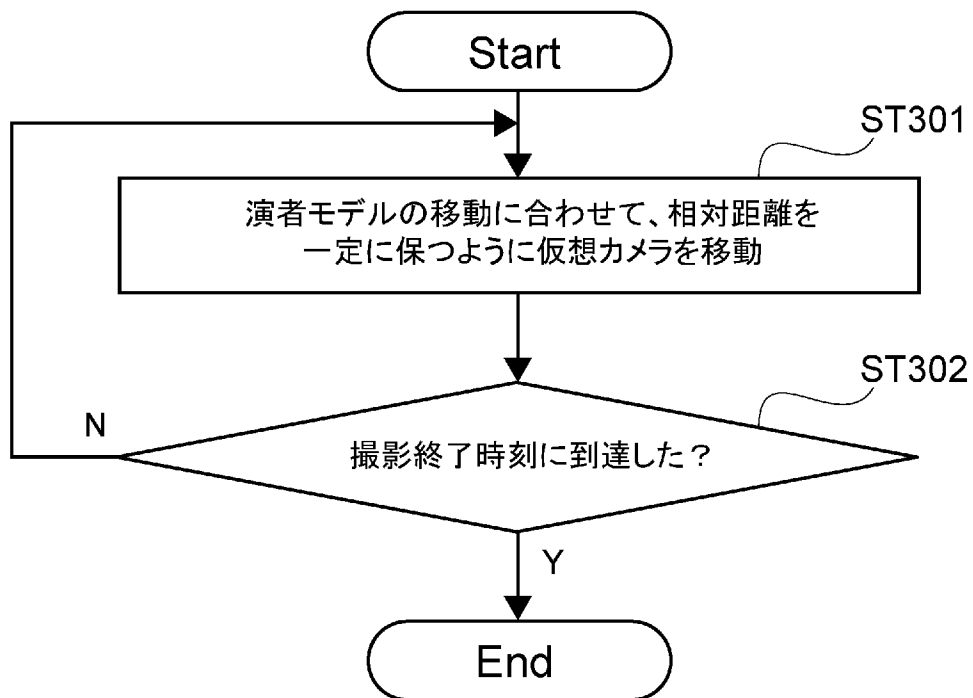 Start
ST301
演者モデルの移動に合わせて、相対距離を
一定に保つように仮想カメラを移動
ST302
N
撮影終了時刻に到達した？
Y
End